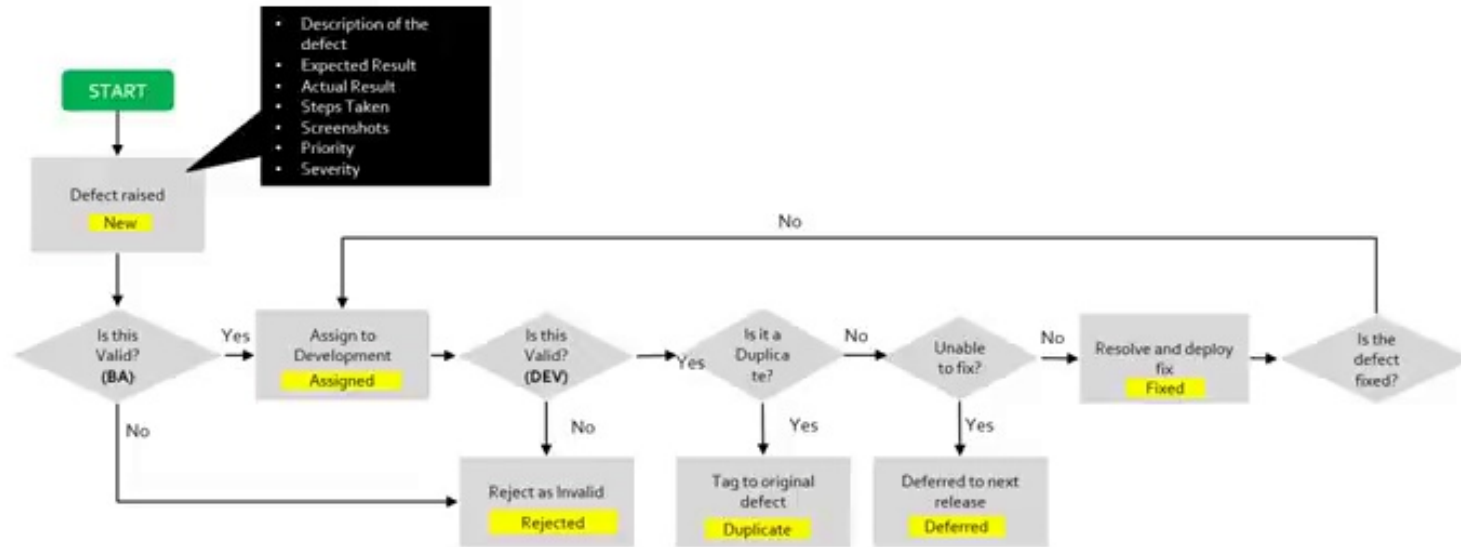 • Description of the
defect
• Expected Result
• Actual Result
• Steps Taken
• Screenshots
• Priority
• Severity
START
Defect raised
New
No
Is this
Valid?
(BA)
Yes
Assign to
Development
Assigned
Is this
Valid?
(DEV)
Yes
Is it a
Duplica
te?
No
Unable
to fix?
No
Resolve and deploy
fix
Fixed
Is the
defect
fixed?
No
No
Yes
Yes
Reject as Invalid
Rejected
Tag to original
defect
Duplicate
Deferred to next
release
Deferred